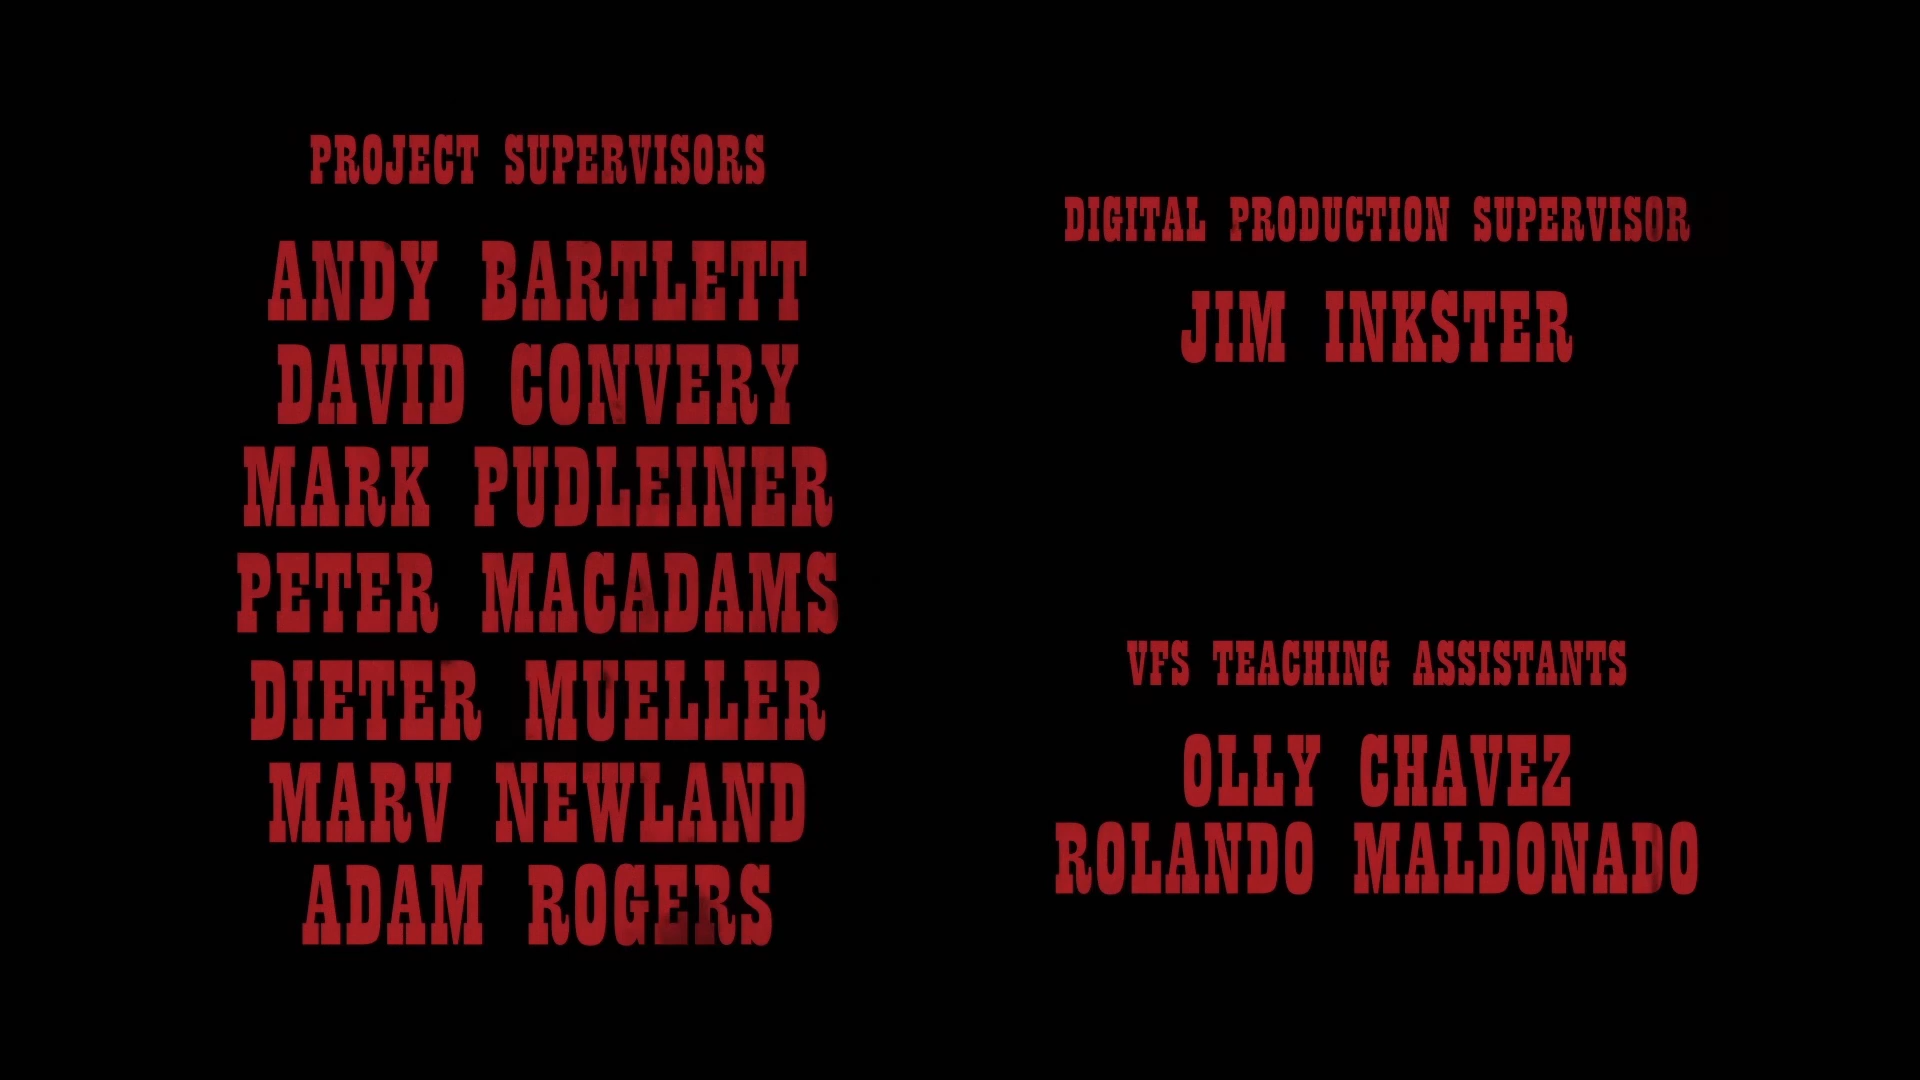 PROJECT SUPERVISORS
ANDY BARTLETT
DAVID CONVERY
MARK PUDLEINER
PETER MACADAMS
DIETER MUELLER
MARV NEWLAND
ADAM ROGERS
DIGITAL PRODUCTION SUPERVISOR
JIM INKSTER
VFS TEACHING ASSISTANTS
OLLY CHAVEZ
ROLANDO MALDONADO